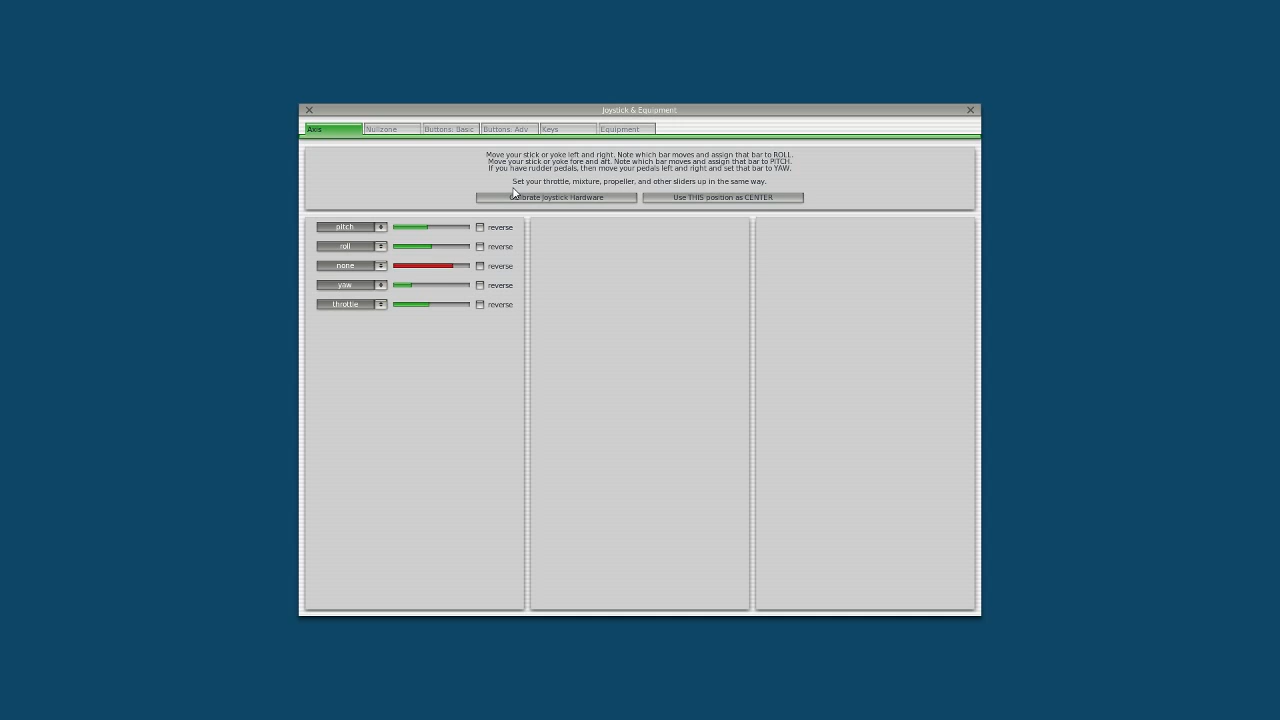 Joystick & Equipment
Axis
Nullzone
Buttons: Basic
Buttons: Adv
Keys
Equipment
Move your stick or yoke left and right. Note which bar moves and assign that bar to ROLL.
Move your stick or yoke fore and aft. Note which bar moves and assign that bar to PITCH.
If you have rudder pedals, then move your pedals left and right and set that bar to YAW.
Set your throttle, mixture, propeller, and other sliders up in the same way.
Joystick Hardware
Use THIS position as CENTER
pitch
reverse
roll
reverse
none
reverse
yaw
reverse
throttle
reverse